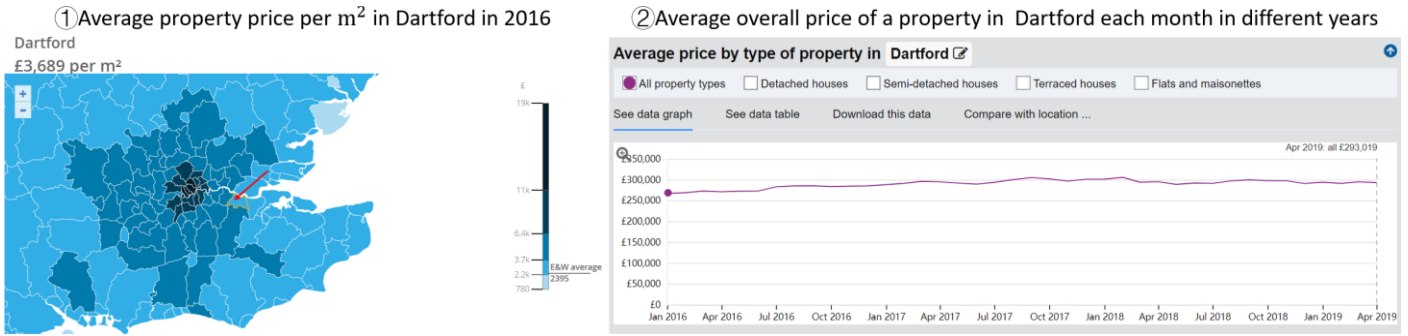 ①Average property price per m² in Dartford in 2016
Dartford
£3,689 per m²
+
-
£
19k
11k
6.4k
3.7k
2.2k
780
E&W average
2395
②Average overall price of a property in Dartford each month in different years
Average price by type of property in Dartford
All property types Detached houses Semi-detached houses Terraced houses Flats and maisonettes
See data graph See data table Download this data Compare with location ...
Apr 2019: all £293,019
£350,000
£300,000
£250,000
£200,000
£150,000
£100,000
£50,000
£0
Jan 2016 Apr 2016 Jul 2016 Oct 2016 Jan 2017 Apr 2017 Jul 2017 Oct 2017 Jan 2018 Apr 2018 Jul 2018 Oct 2018 Jan 2019 Apr 2019